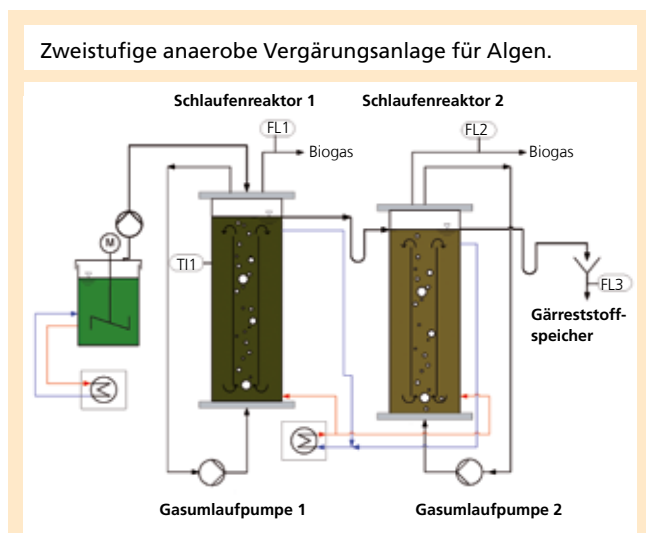 Zweistufige anaerobe Vergärungsanlage für Algen.
Schlaufenreaktor 1
Schlaufenreaktor 2
FL1
Biogas
FL2
Biogas
M
TI1
FL3
Gärreststoff-
speicher
Gasumlaufpumpe 1
Gasumlaufpumpe 2